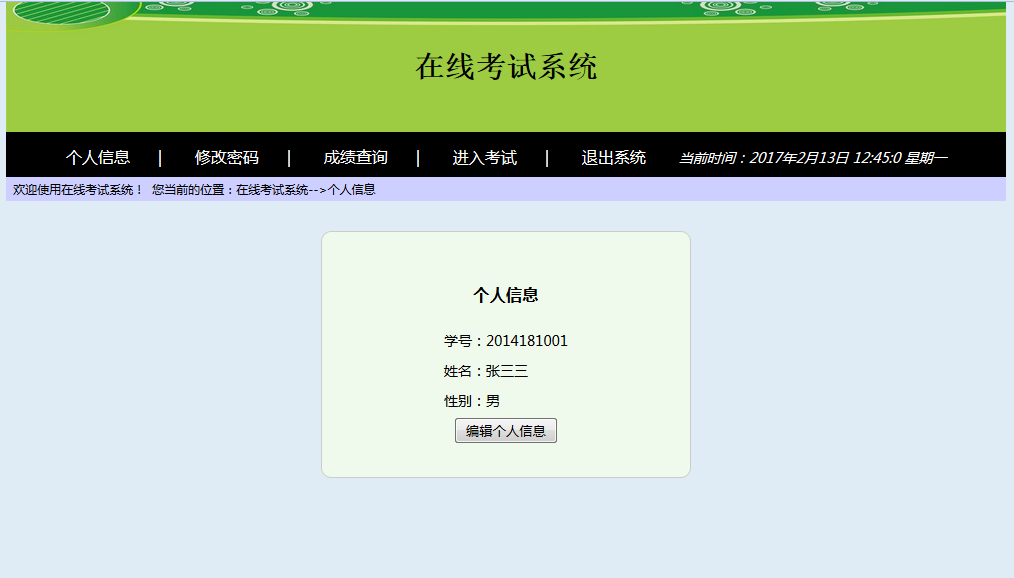 在线考试系统
个人信息 | 修改密码 | 成绩查询 | 进入考试 | 退出系统 当前时间：2017年2月13日 12:45:0 星期一
欢迎使用在线考试系统！ 您当前的位置：在线考试系统-->个人信息
个人信息
学号：2014181001
姓名：张三三
性别：男
编辑个人信息